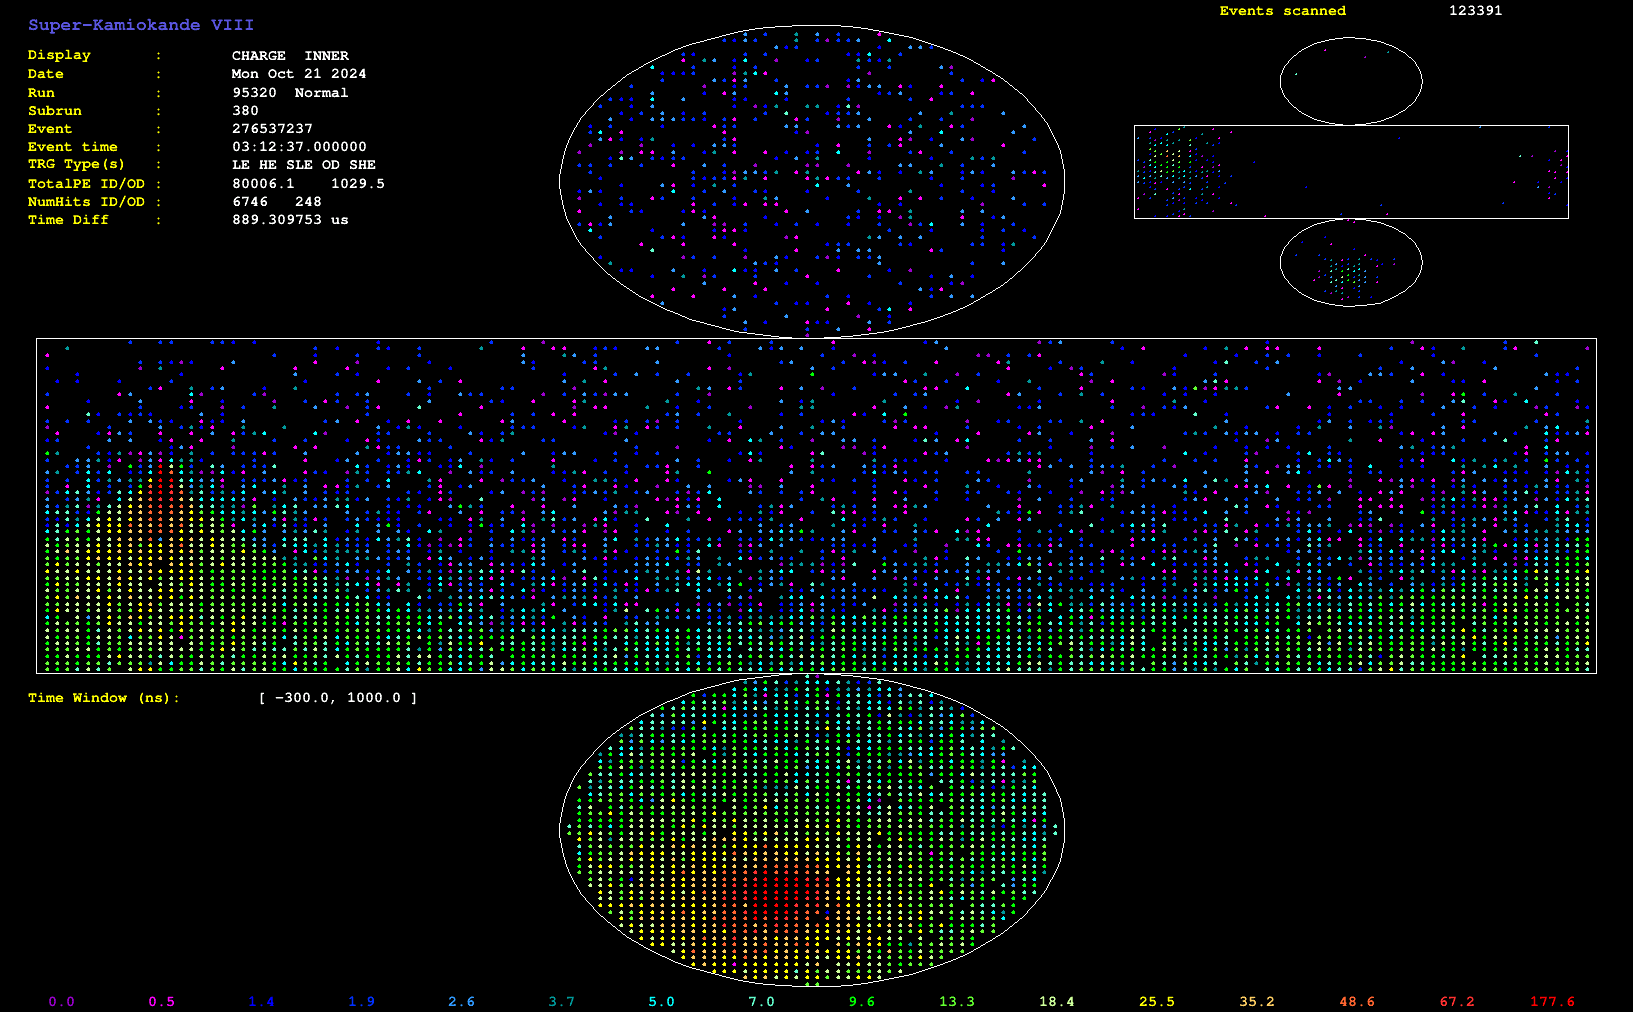 Super-Kamiokande VIII
Events scanned 123391
Display : CHARGE INNER
Date : Mon Oct 21 2024
Run : 95320 Normal
Subrun : 380
Event : 276537237
Event time : 03:12:37.000000
TRG Type(s) : LE HE SLE OD SHE
TotalPE ID/OD : 80006.1 1029.5
NumHits ID/OD : 6746 248
Time Diff : 889.309753 us
Time Window (ns): [ −300.0, 1000.0 ]
0.0 0.5 1.4 1.9 2.6 3.7 5.0 7.0 9.6 13.3 18.4 25.5 35.2 48.6 67.2 177.6